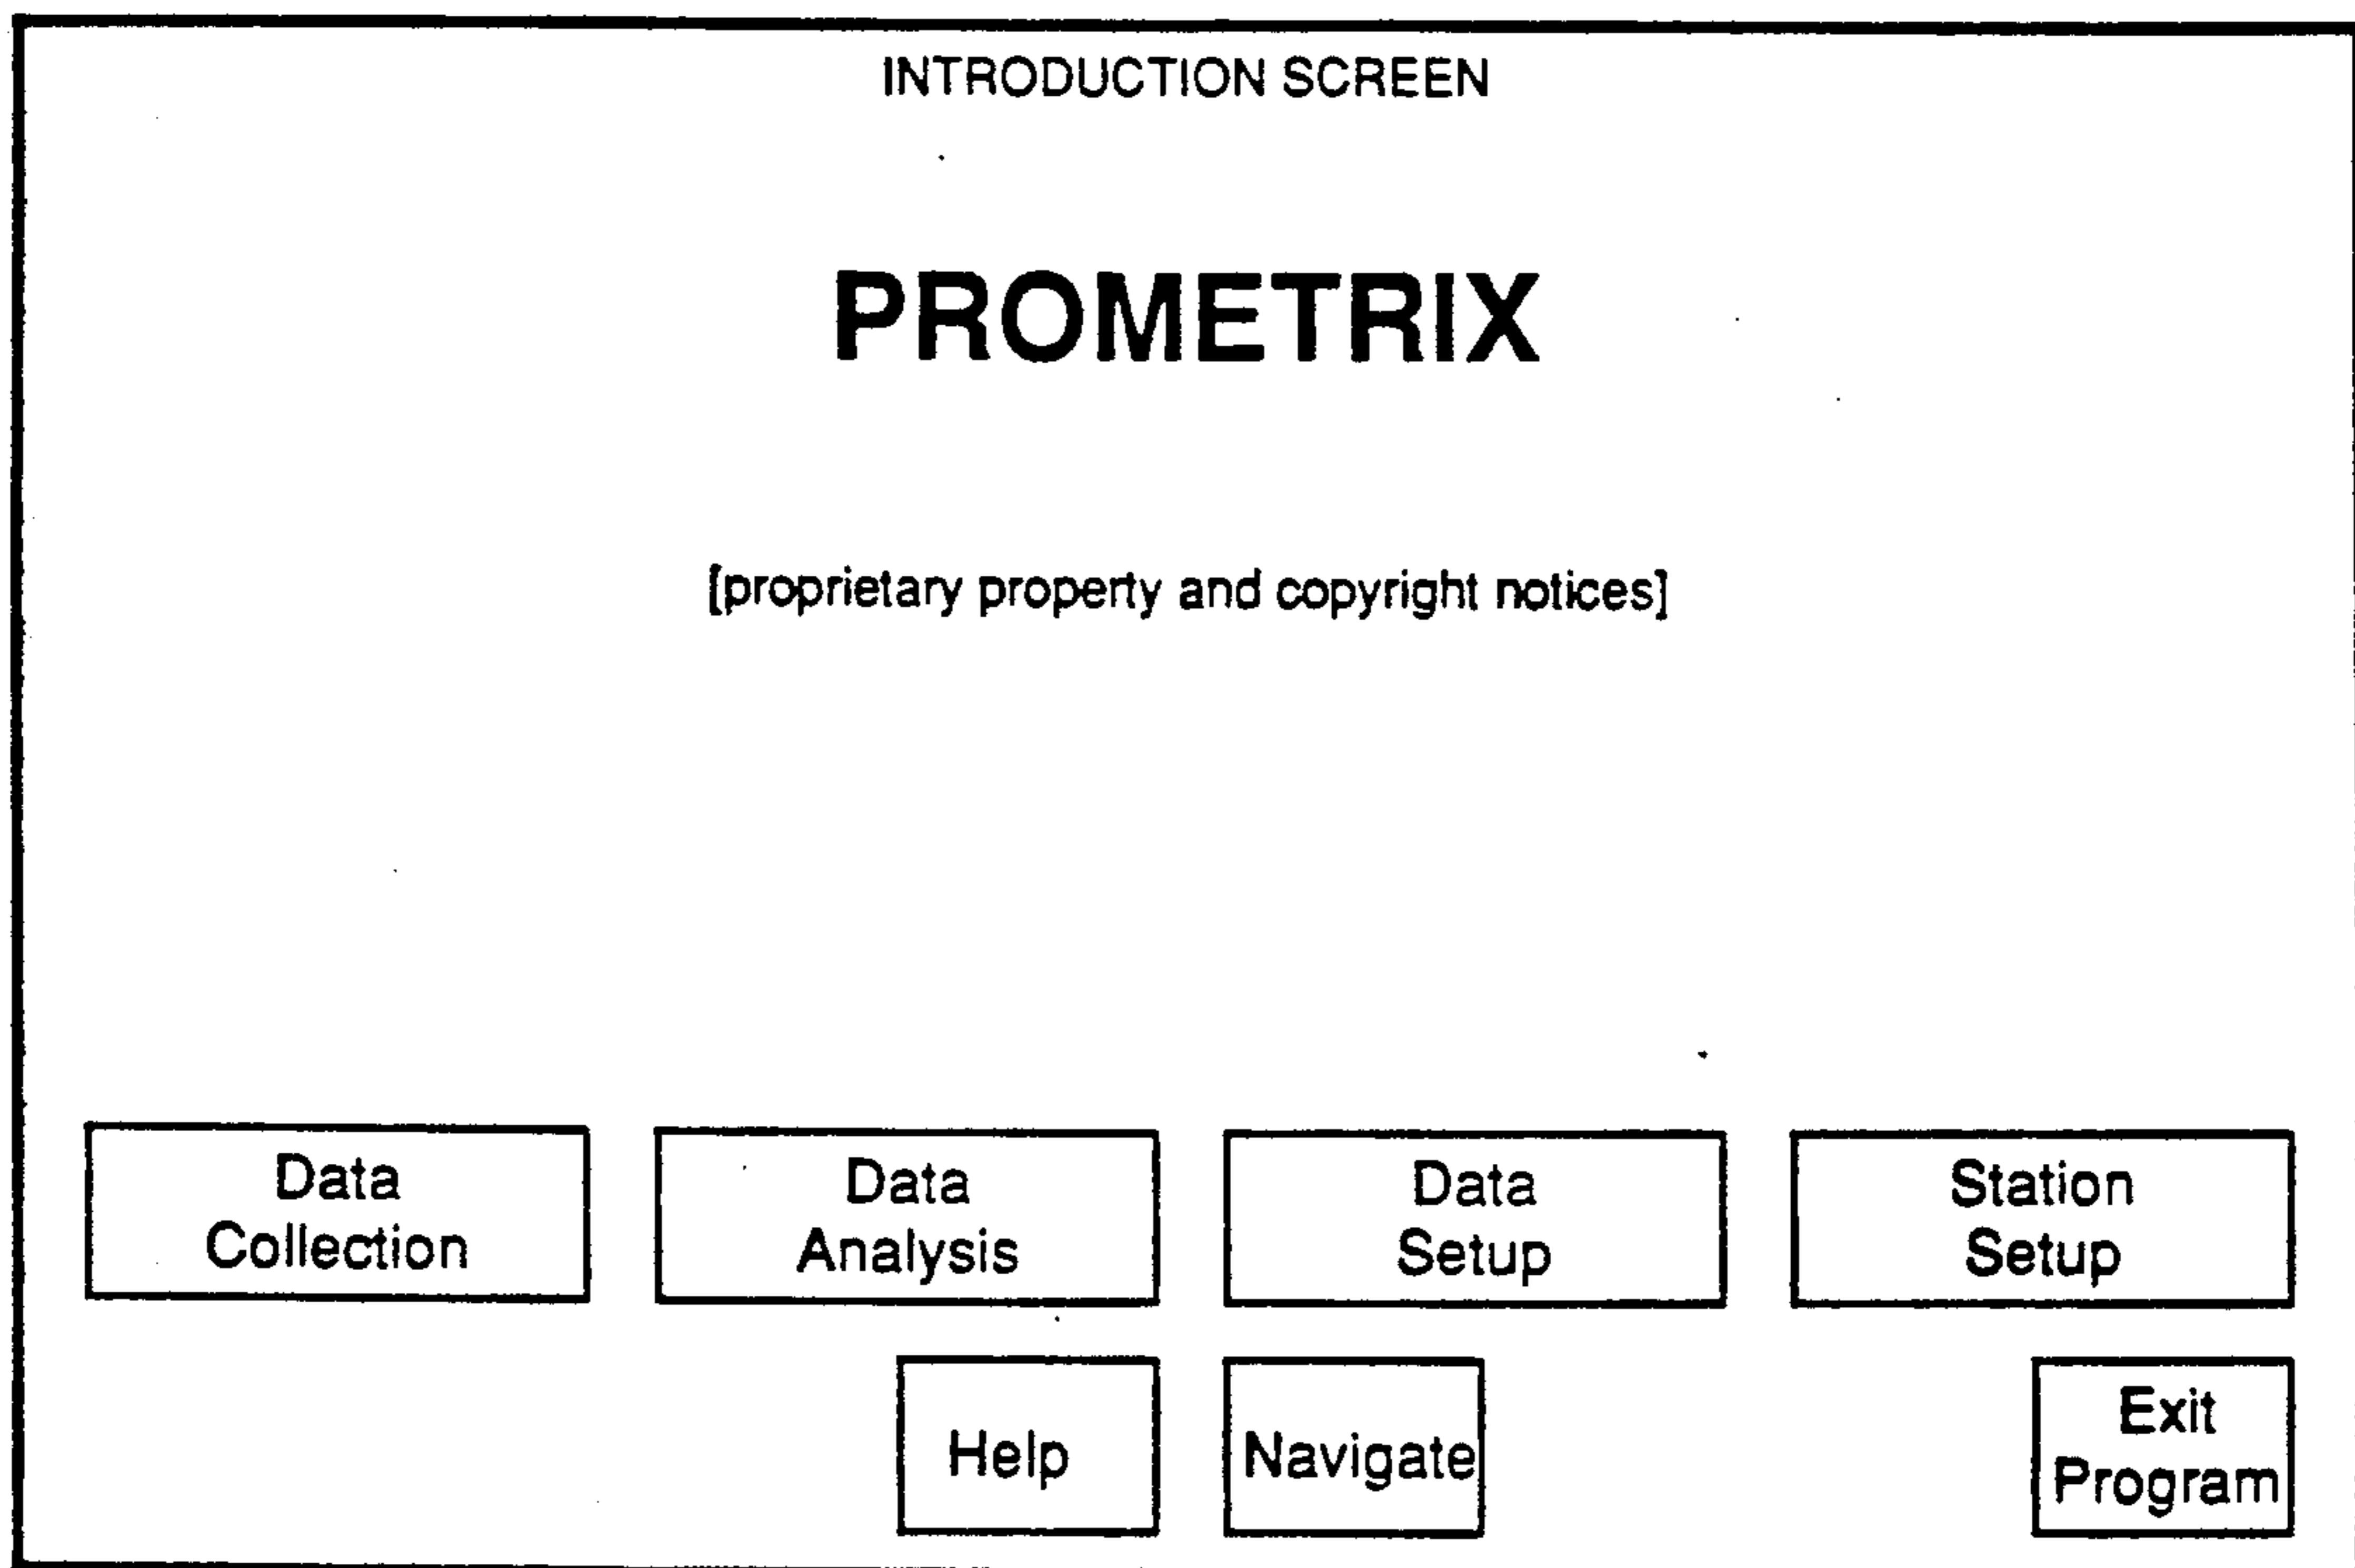 INTRODUCTION SCREEN
PROMETRIX
[proprietary property and copyright notices]
Data
Collection
Data
Analysis
Data
Setup
Station
Setup
Help
Navigate
Exit
Program